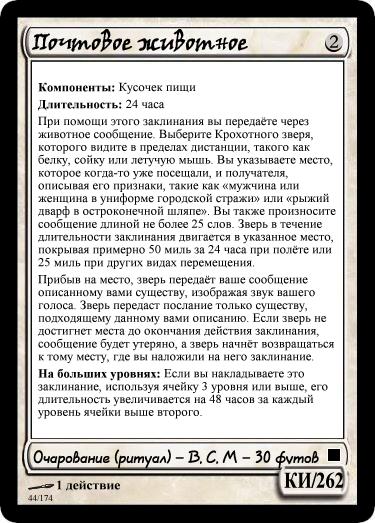 Почтовое животное 2
Компоненты: Кусочек пищи
Длительность: 24 часа
При помощи этого заклинания вы передаёте через
животное сообщение. Выберите Крохотного зверя,
которого видите в пределах дистанции, такого как
белку, сойку или летучую мышь. Вы указываете место,
которое когда-то уже посещали, и получателя,
описывая его признаки, такие как «мужчина или
женщина в униформе городской стражи» или «рыжий
дварф в остроконечной шляпе». Вы также произносите
сообщение длиной не более 25 слов. Зверь в течение
длительности заклинания двигается в указанное место,
покрывая примерно 50 миль за 24 часа при полёте или
25 миль при других видах перемещения.
Прибыв на место, зверь передаёт ваше сообщение
описанному вами существу, изображая звук вашего
голоса. Зверь передаст послание только существу,
подходящему данному вами описанию. Если зверь не
достигнет места до окончания действия заклинания,
сообщение будет утеряно, а зверь начнёт возвращаться
к тому месту, где вы наложили на него заклинание.
На больших уровнях: Если вы накладываете это
заклинание, используя ячейку 3 уровня или выше, его
длительность увеличивается на 48 часов за каждый
уровень ячейки выше второго.
Очарование (ритуал) – В, С, М – 30 футов
КИ/262
1 действие
44/174